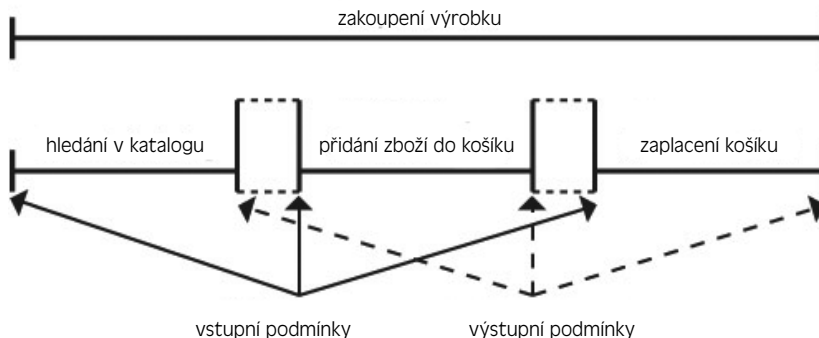 zakoupení výrobku
hledání v katalogu přidání zboží do košíku zaplacení košíku
vstupní podmínky výstupní podmínky